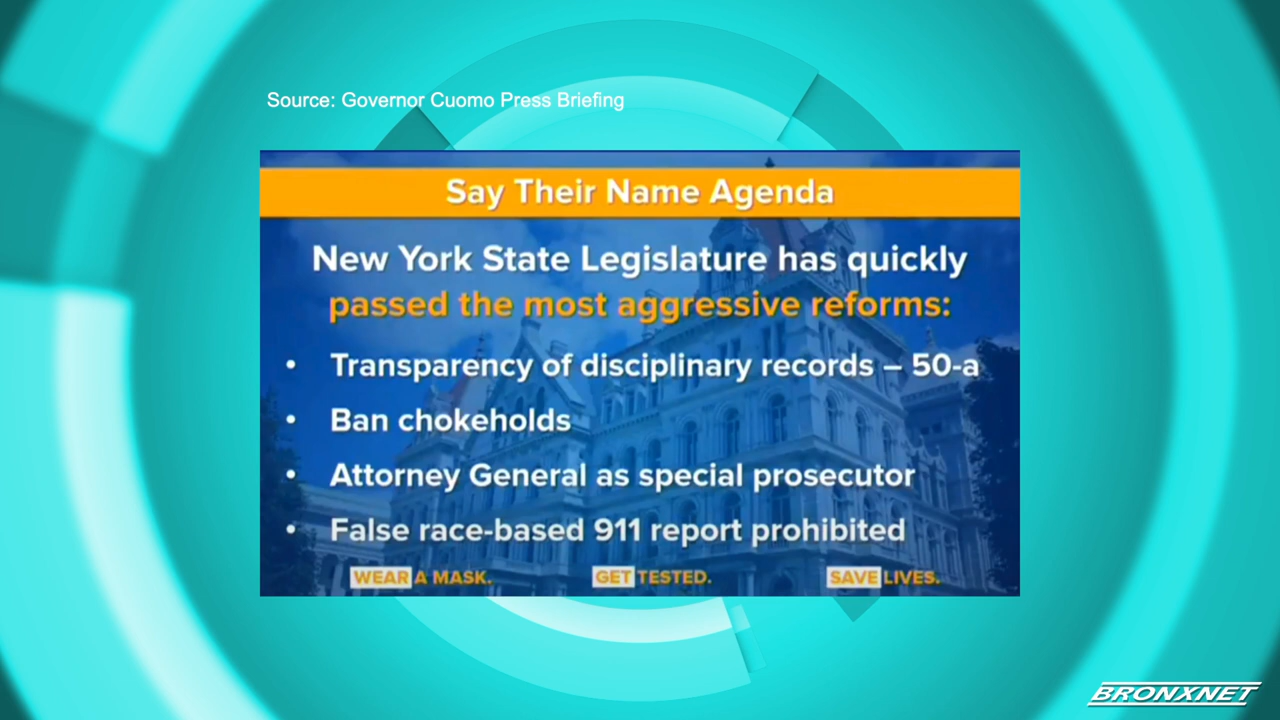 Source: Governor Cuomo Press Briefing
Say Their Name Agenda
New York State Legislature has quickly
passed the most aggressive reforms:
• Transparency of disciplinary records – 50-a
• Ban chokeholds
• Attorney General as special prosecutor
• False race-based 911 report prohibited
WEAR A MASK. GET TESTED. SAVE LIVES.
BRONXNET